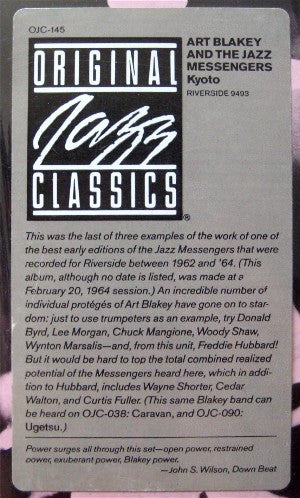 OJC-145
ORIGINAL
Jazz
CLASSICS
®
ART BLAKEY
AND THE JAZZ
MESSENGERS
Kyoto
RIVERSIDE 9493
This was the last of three examples of the work of one of
the best early editions of the Jazz Messengers that were
recorded for Riverside between 1962 and '64. (This
album, although no date is listed, was made at a
February 20, 1964 session.) An incredible number of
individual protégés of Art Blakey have gone on to star-
dom: just to use trumpeters as an example, try Donald
Byrd, Lee Morgan, Chuck Mangione, Woody Shaw,
Wynton Marsalis—and, from this unit, Freddie Hubbard!
But it would be hard to top the total combined realized
potential of the Messengers heard here, which in addi-
tion to Hubbard, includes Wayne Shorter, Cedar
Walton, and Curtis Fuller. (This same Blakey band can
be heard on OJC-038: Caravan, and OJC-090:
Ugetsu.)
Power surges all through this set—open power, restrained
power, exuberant power, Blakey power.
—John S. Wilson, Down Beat